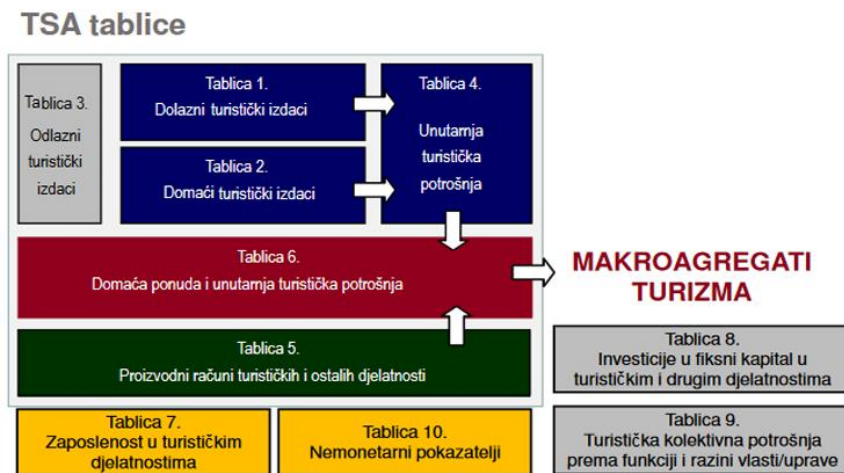 TSA tablice
Tablica 3.
Odlazni
turistički
izdaci
Tablica 1.
Dolazni turistički izdaci
Tablica 2.
Domaći turistički izdaci
Tablica 4.
Unutarnja
turistička
potrošnja
Tablica 6.
Domaća ponuda i unutarnja turistička potrošnja
MAKROAGREGATI
TURIZMA
Tablica 5.
Proizvodni računi turističkih i ostalih djelatnosti
Tablica 8.
Investicije u fiksni kapital u
turističkim i drugim djelatnostima
Tablica 7.
Zaposlenost u turističkim
djelatnostima
Tablica 10.
Nemonetarni pokazatelji
Tablica 9.
Turistička kolektivna potrošnja
prema funkciji i razini vlasti/uprave